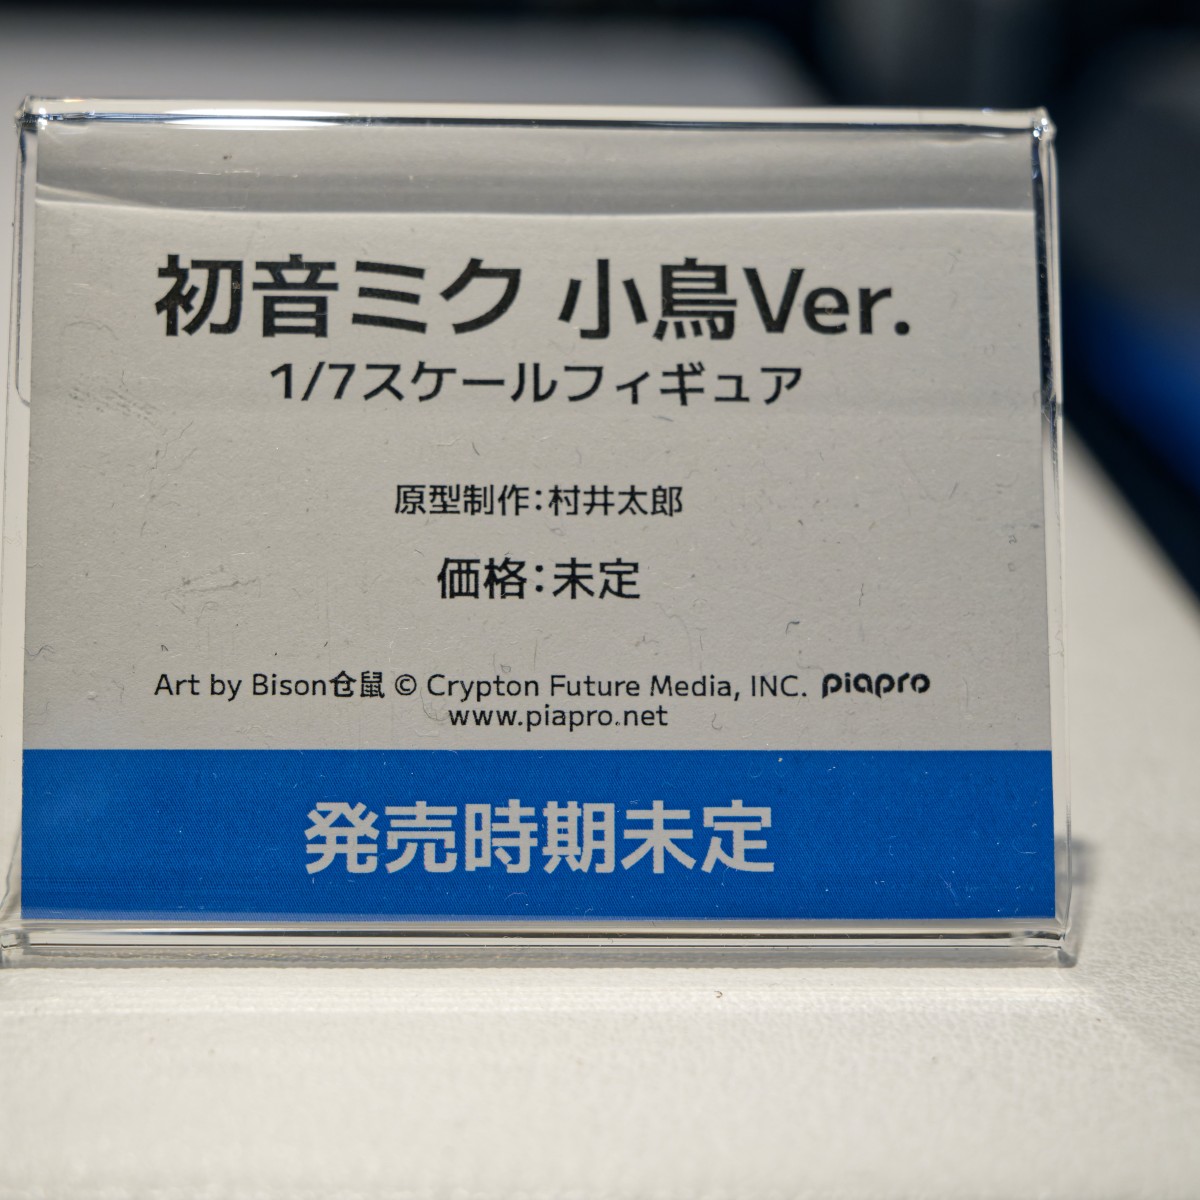 初音ミク 小鳥Ver.
1/7スケールフィギュア
原型制作：村井太郎
価格：未定
Art by Bison仓鼠 © Crypton Future Media, INC. piapro
www.piapro.net
発売時期未定